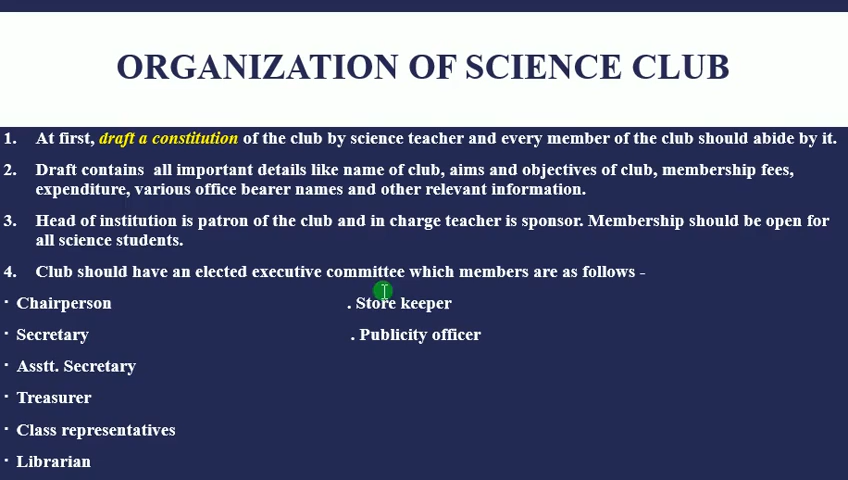 ORGANIZATION OF SCIENCE CLUB
1. At first, draft a constitution of the club by science teacher and every member of the club should abide by it.
2. Draft contains all important details like name of club, aims and objectives of club, membership fees,
expenditure, various office bearer names and other relevant information.
3. Head of institution is patron of the club and in charge teacher is sponsor. Membership should be open for
all science students.
4. Club should have an elected executive committee which members are as follows -
· Chairperson . Store keeper
· Secretary . Publicity officer
· Asstt. Secretary
· Treasurer
· Class representatives
· Librarian